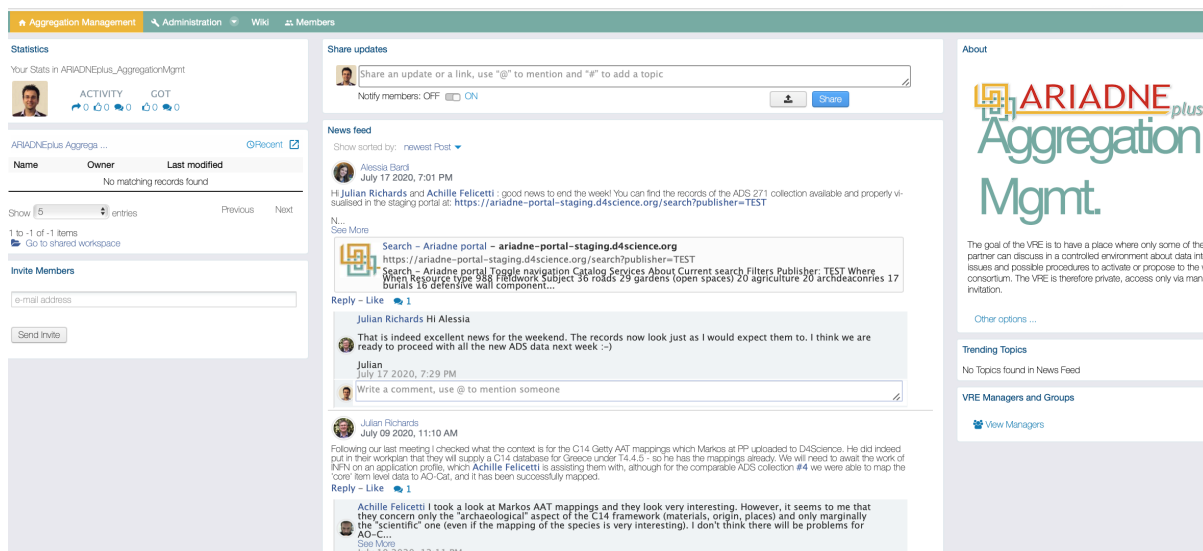 Aggregation Management Administration Wiki Members
Statistics
Your Stats in ARIADNEplus_AggregationMgmt
ACTIVITY GOT
0 0 0 0 0
ARIADNEplus Aggrega ... Recent
Name Owner Last modified
No matching records found
Show 5 entries Previous Next
1 to -1 of -1 items
Go to shared workspace
Invite Members
e-mail address
Send Invite
Share updates
Share an update or a link, use "@" to mention and "#" to add a topic
Notify members: OFF ON
Share
News feed
Show sorted by: newest Post
Alessia Bardi
July 17 2020, 7:01 PM
Hi Julian Richards and Achille Felicetti : good news to end the week! You can find the records of the ADS 271 collection available and properly vi-
sualised in the staging portal at: https://ariadne-portal-staging.d4science.org/search?publisher=TEST
N...
See More
Search - Ariadne portal - ariadne-portal-staging.d4science.org
https://ariadne-portal-staging.d4science.org/search?publisher=TEST
Search - Ariadne portal Toggle navigation Catalog Services About Current search Filters Publisher: TEST Where
When Resource type 988 Fieldwork Subject 36 roads 29 gardens (open spaces) 20 agriculture 20 archdeaconries 17
burials 16 defensive wall component...
Reply - Like 1
Julian Richards Hi Alessia
That is indeed excellent news for the weekend. The records now look just as I would expect them to. I think we are
ready to proceed with all the new ADS data next week :-)
Julian
July 17 2020, 7:29 PM
Write a comment, use @ to mention someone
Julian Richards
July 09 2020, 11:10 AM
Following our last meeting I checked what the context is for the C14 Getty AAT mappings which Markos at PP uploaded to D4Science. He did indeed
put in their workplan that they will supply a C14 database for Greece under T4.4.5 - so he has the mappings already. We will need to await the work of
INFN on an application profile, which Achille Felicetti is assisting them with, although for the comparable ADS collection #4 we were able to map the
'core' item level data to AO-Cat, and it has been successfully mapped.
Reply - Like 1
Achille Felicetti I took a look at Markos AAT mappings and they look very interesting. However, it seems to me that
they concern only the "archaeological" aspect of the C14 framework (materials, origin, places) and only marginally
the "scientific" one (even if the mapping of the species is very interesting). I don't think there will be problems for
AO-C...
See More
About
ARIADNE plus
Aggregation
Mgmt.
The goal of the VRE is to have a place where only some of the
partner can discuss in a controlled environment about data int
issues and possible procedures to activate or propose to the
consortium. The VRE is therefore private, access only via man
invitation.
Other options ...
Trending Topics
No Topics found in News Feed
VRE Managers and Groups
View Managers